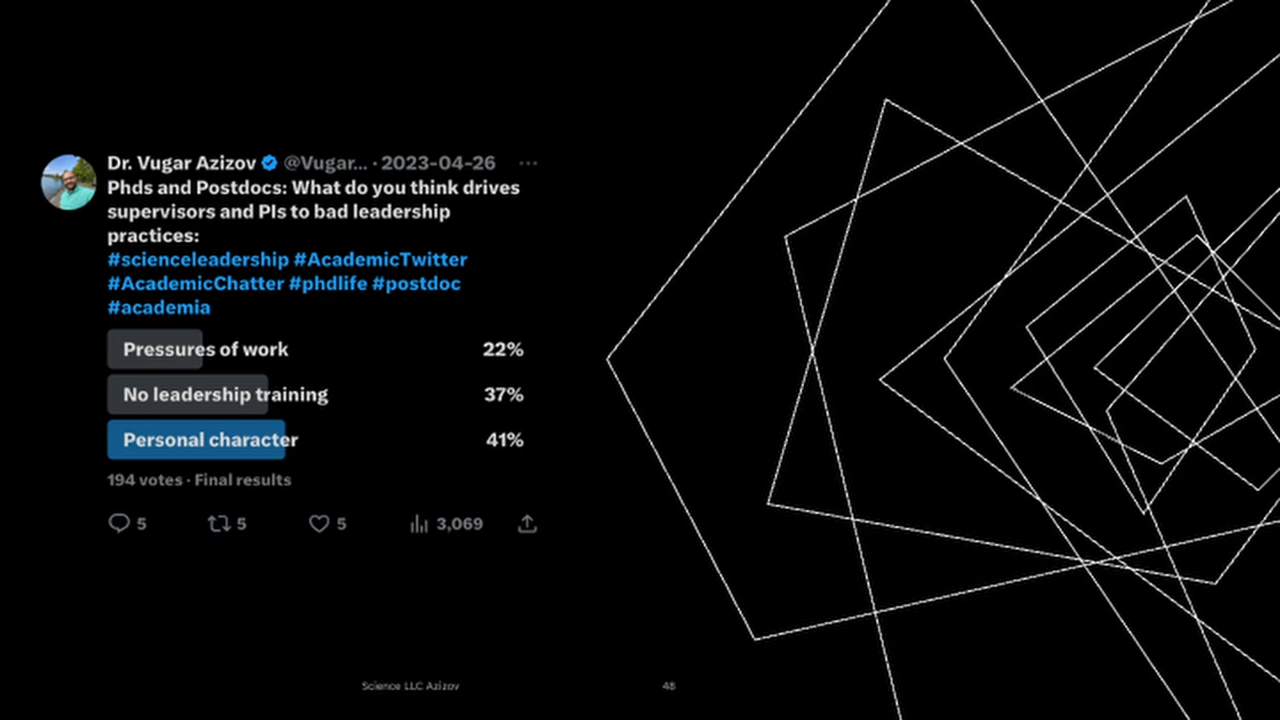 Dr. Vugar Azizov @Vugar... · 2023-04-26 ...
Phds and Postdocs: What do you think drives
supervisors and PIs to bad leadership
practices:
#scienceleadership #AcademicTwitter
#AcademicChatter #phdlife #postdoc
#academia
Pressures of work 22%
No leadership training 37%
Personal character 41%
194 votes · Final results
5 5 5 3,069
Science LLC Azizov 48